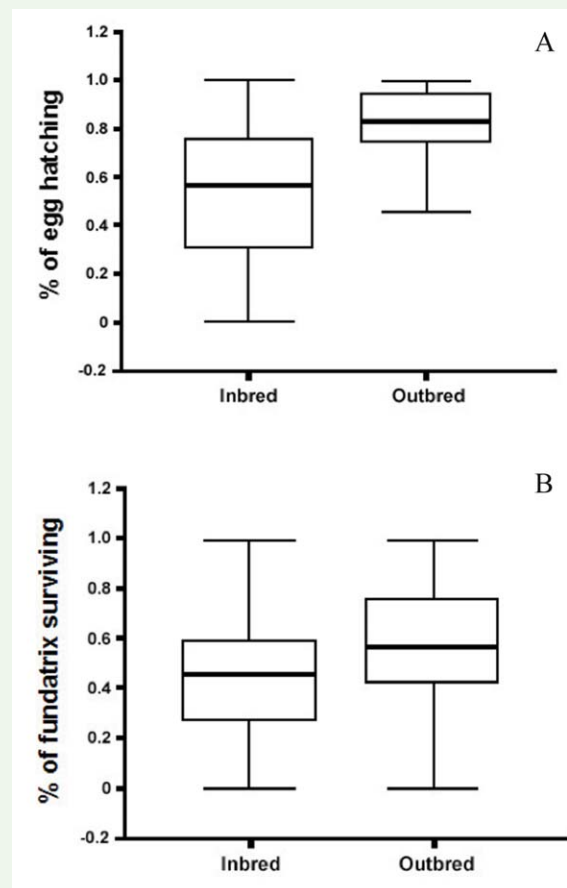 A
% of egg hatching
1.2
1.0
0.8
0.6
0.4
0.2
0
-0.2
Inbred Outbred
B
% of fundatrix surviving
1.2
1.0
0.8
0.6
0.4
0.2
0
-0.2
Inbred Outbred